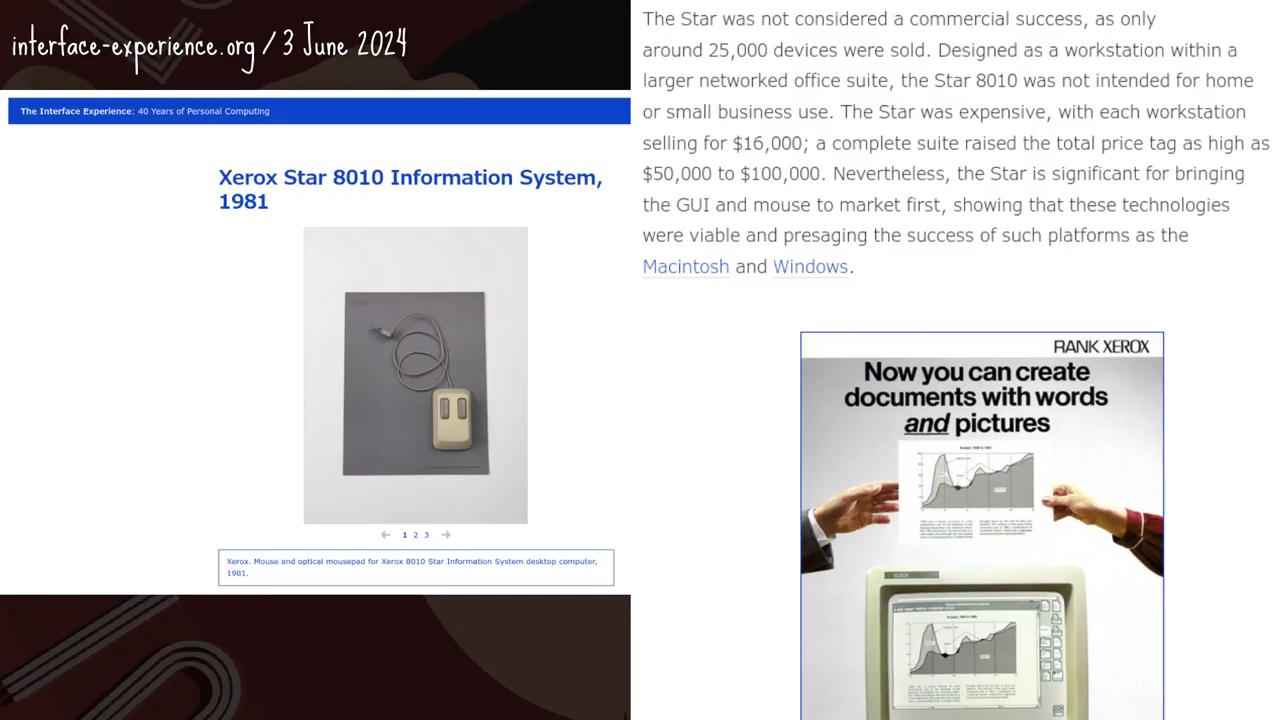 interface-experience.org / 3 June 2024
The Interface Experience: 40 Years of Personal Computing
Xerox Star 8010 Information System,
1981
1 2 3
Xerox. Mouse and optical mousepad for Xerox 8010 Star Information System desktop computer,
1981.
The Star was not considered a commercial success, as only
around 25,000 devices were sold. Designed as a workstation within a
larger networked office suite, the Star 8010 was not intended for home
or small business use. The Star was expensive, with each workstation
selling for $16,000; a complete suite raised the total price tag as high as
$50,000 to $100,000. Nevertheless, the Star is significant for bringing
the GUI and mouse to market first, showing that these technologies
were viable and presaging the success of such platforms as the
Macintosh and Windows.
RANK XEROX
Now you can create
documents with words
and pictures